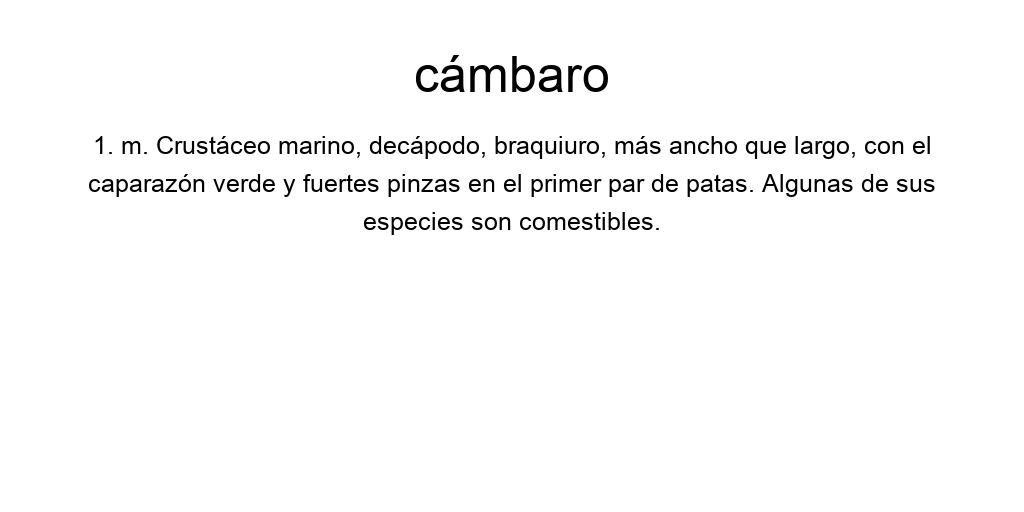 cámbaro
1. m. Crustáceo marino, decápodo, braquiuro, más ancho que largo, con el
caparazón verde y fuertes pinzas en el primer par de patas. Algunas de sus
especies son comestibles.